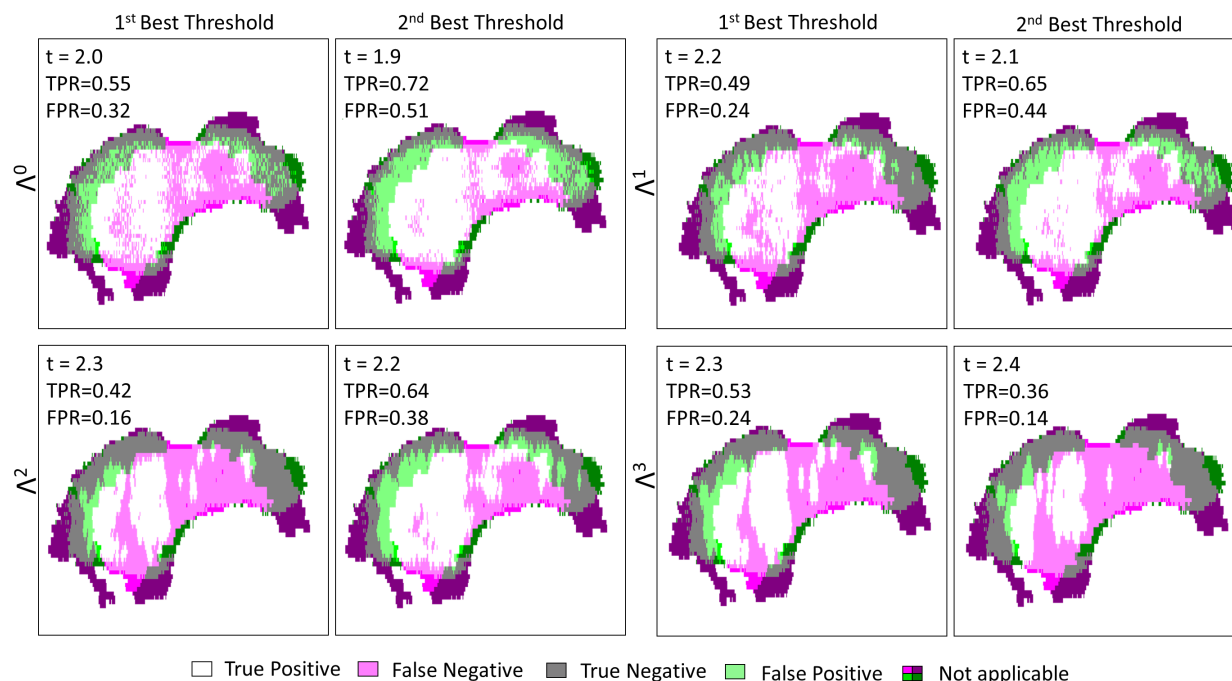 1st Best Threshold
2nd Best Threshold
1st Best Threshold
2nd Best Threshold
Λ0
t = 2.0
TPR=0.55
FPR=0.32
t = 1.9
TPR=0.72
FPR=0.51
Λ1
t = 2.2
TPR=0.49
FPR=0.24
t = 2.1
TPR=0.65
FPR=0.44
Λ2
t = 2.3
TPR=0.42
FPR=0.16
t = 2.2
TPR=0.64
FPR=0.38
Λ3
t = 2.3
TPR=0.53
FPR=0.24
t = 2.4
TPR=0.36
FPR=0.14
True Positive False Negative True Negative False Positive Not applicable